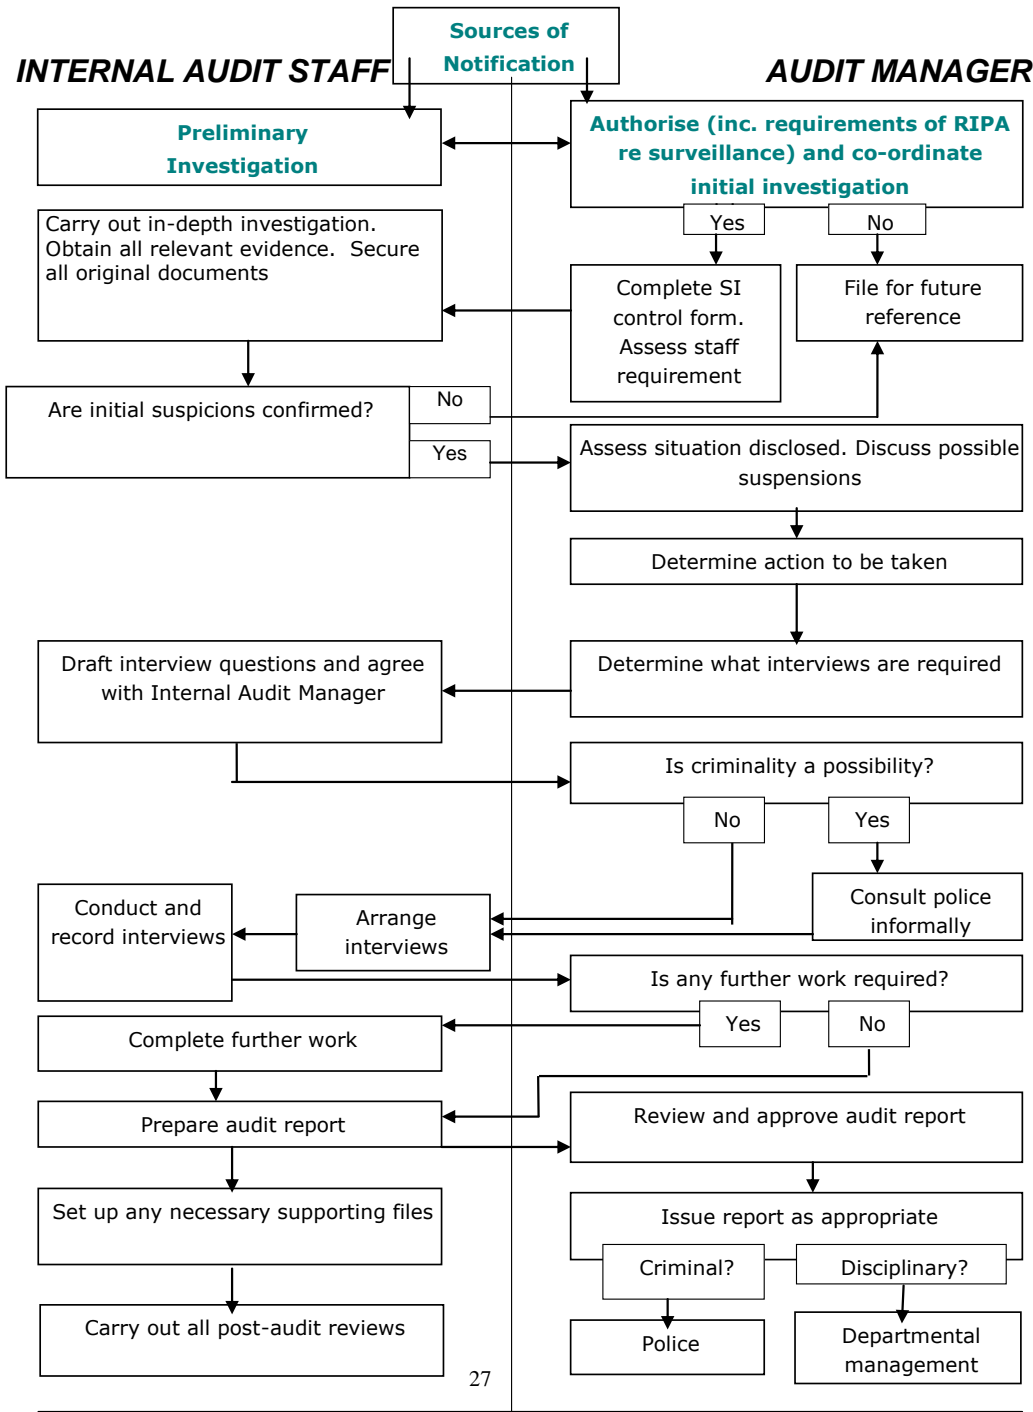 Sources of
Notification
INTERNAL AUDIT STAFF
AUDIT MANAGER
Preliminary
Investigation
Authorise (inc. requirements of RIPA
re surveillance) and co-ordinate
initial investigation
Yes
No
Carry out in-depth investigation.
Obtain all relevant evidence. Secure
all original documents
Complete SI
control form.
Assess staff
requirement
File for future
reference
Are initial suspicions confirmed?
No
Yes
Assess situation disclosed. Discuss possible
suspensions
Determine action to be taken
Draft interview questions and agree
with Internal Audit Manager
Determine what interviews are required
Is criminality a possibility?
No
Yes
Conduct and
record interviews
Arrange
interviews
Consult police
informally
Is any further work required?
Yes
No
Complete further work
Prepare audit report
Review and approve audit report
Set up any necessary supporting files
Issue report as appropriate
Criminal?
Disciplinary?
Carry out all post-audit reviews
Police
Departmental
management
27